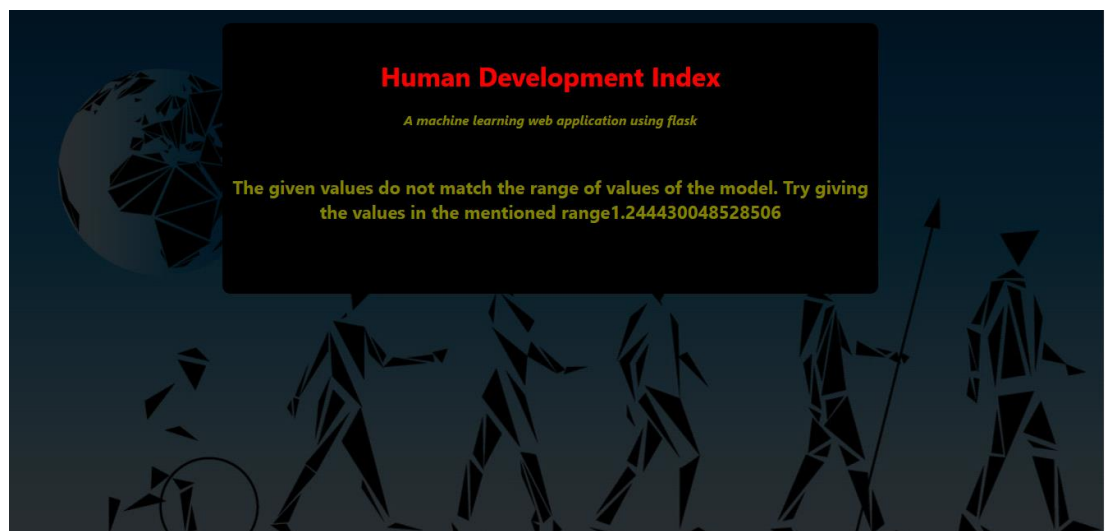 Human Development Index
A machine learning web application using flask
The given values do not match the range of values of the model. Try giving
the values in the mentioned range1.244430048528506